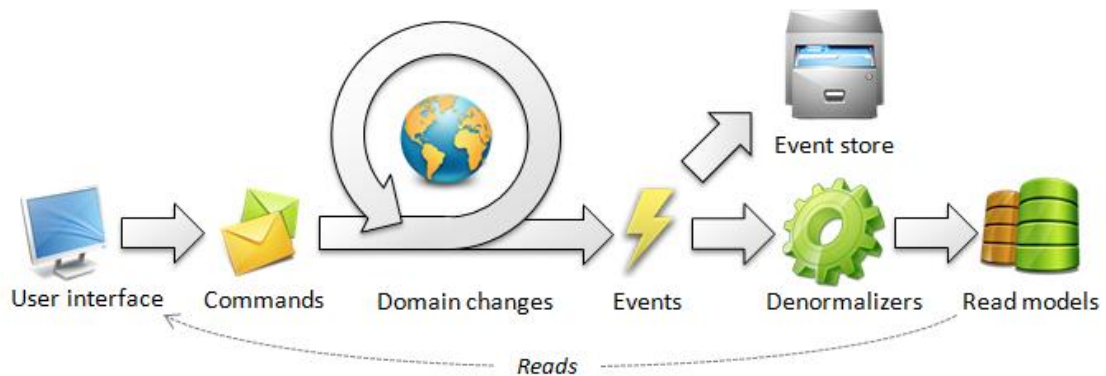 Event store
User interface
Commands
Domain changes
Events
Denormalizers
Read models
Reads